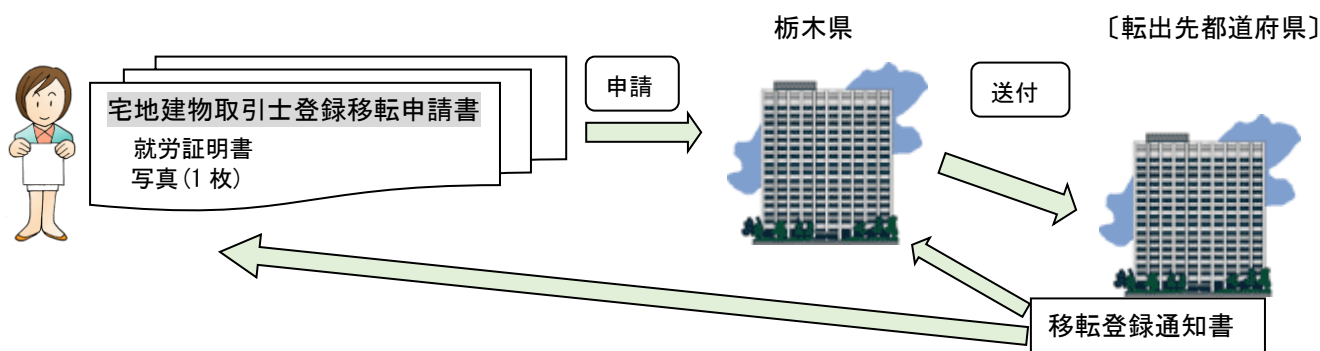 栃木県
〔転出先都道府県〕
宅地建物取引士登録移転申請書
就労証明書
写真(1枚)
申請
送付
移転登録通知書